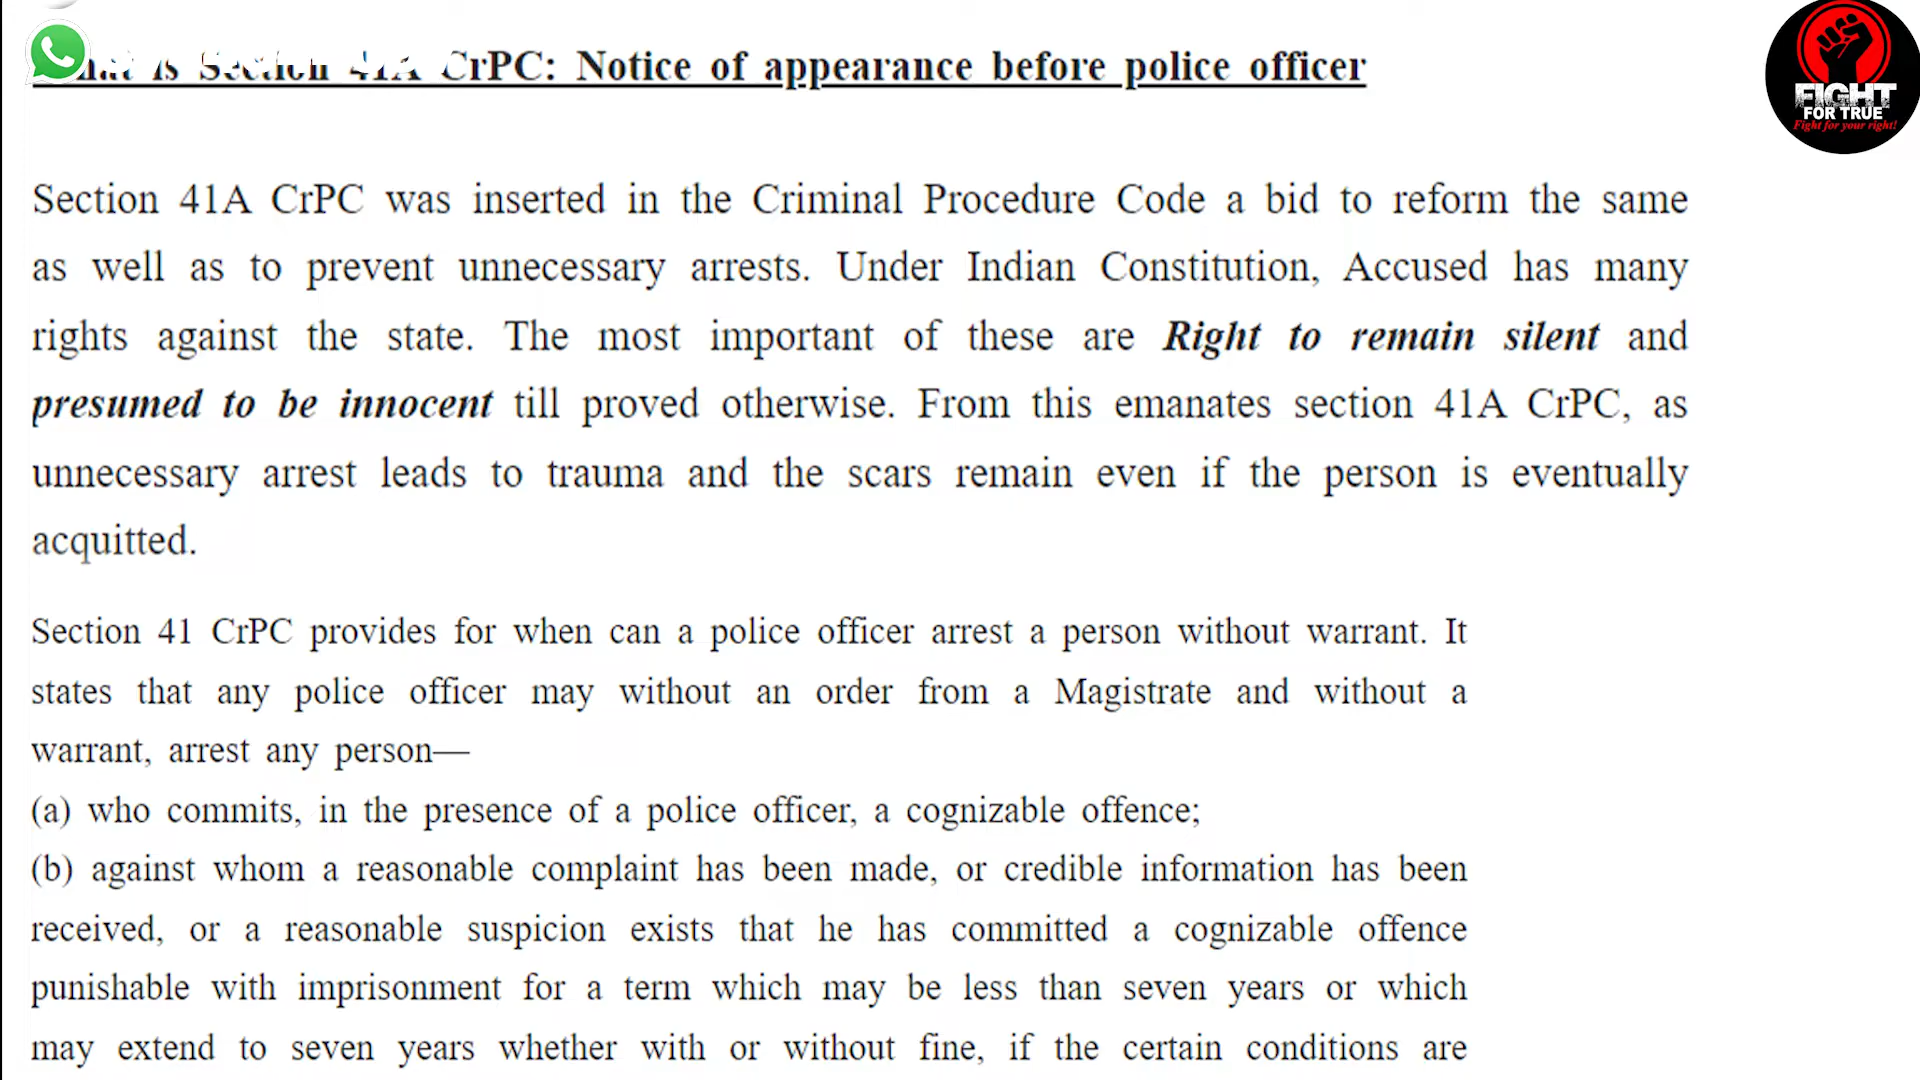 is Section 41A CrPC: Notice of appearance before police officer
FIGHT
FOR TRUE
Fight for your right!
Section 41A CrPC was inserted in the Criminal Procedure Code a bid to reform the same
as well as to prevent unnecessary arrests. Under Indian Constitution, Accused has many
rights against the state. The most important of these are Right to remain silent and
presumed to be innocent till proved otherwise. From this emanates section 41A CrPC, as
unnecessary arrest leads to trauma and the scars remain even if the person is eventually
acquitted.
Section 41 CrPC provides for when can a police officer arrest a person without warrant. It
states that any police officer may without an order from a Magistrate and without a
warrant, arrest any person—
(a) who commits, in the presence of a police officer, a cognizable offence;
(b) against whom a reasonable complaint has been made, or credible information has been
received, or a reasonable suspicion exists that he has committed a cognizable offence
punishable with imprisonment for a term which may be less than seven years or which
may extend to seven years whether with or without fine, if the certain conditions are